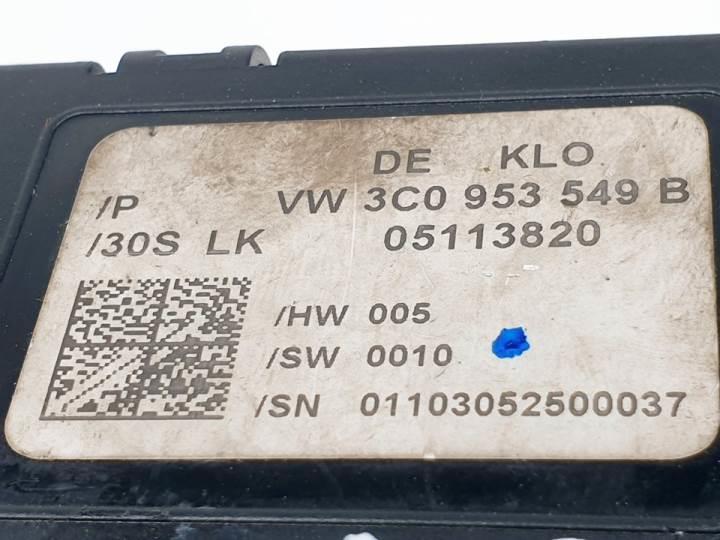 DE KLO
/P VW 3C0 953 549 B
/30S LK 05113820
/HW 005
/SW 0010
/SN 01103052500037